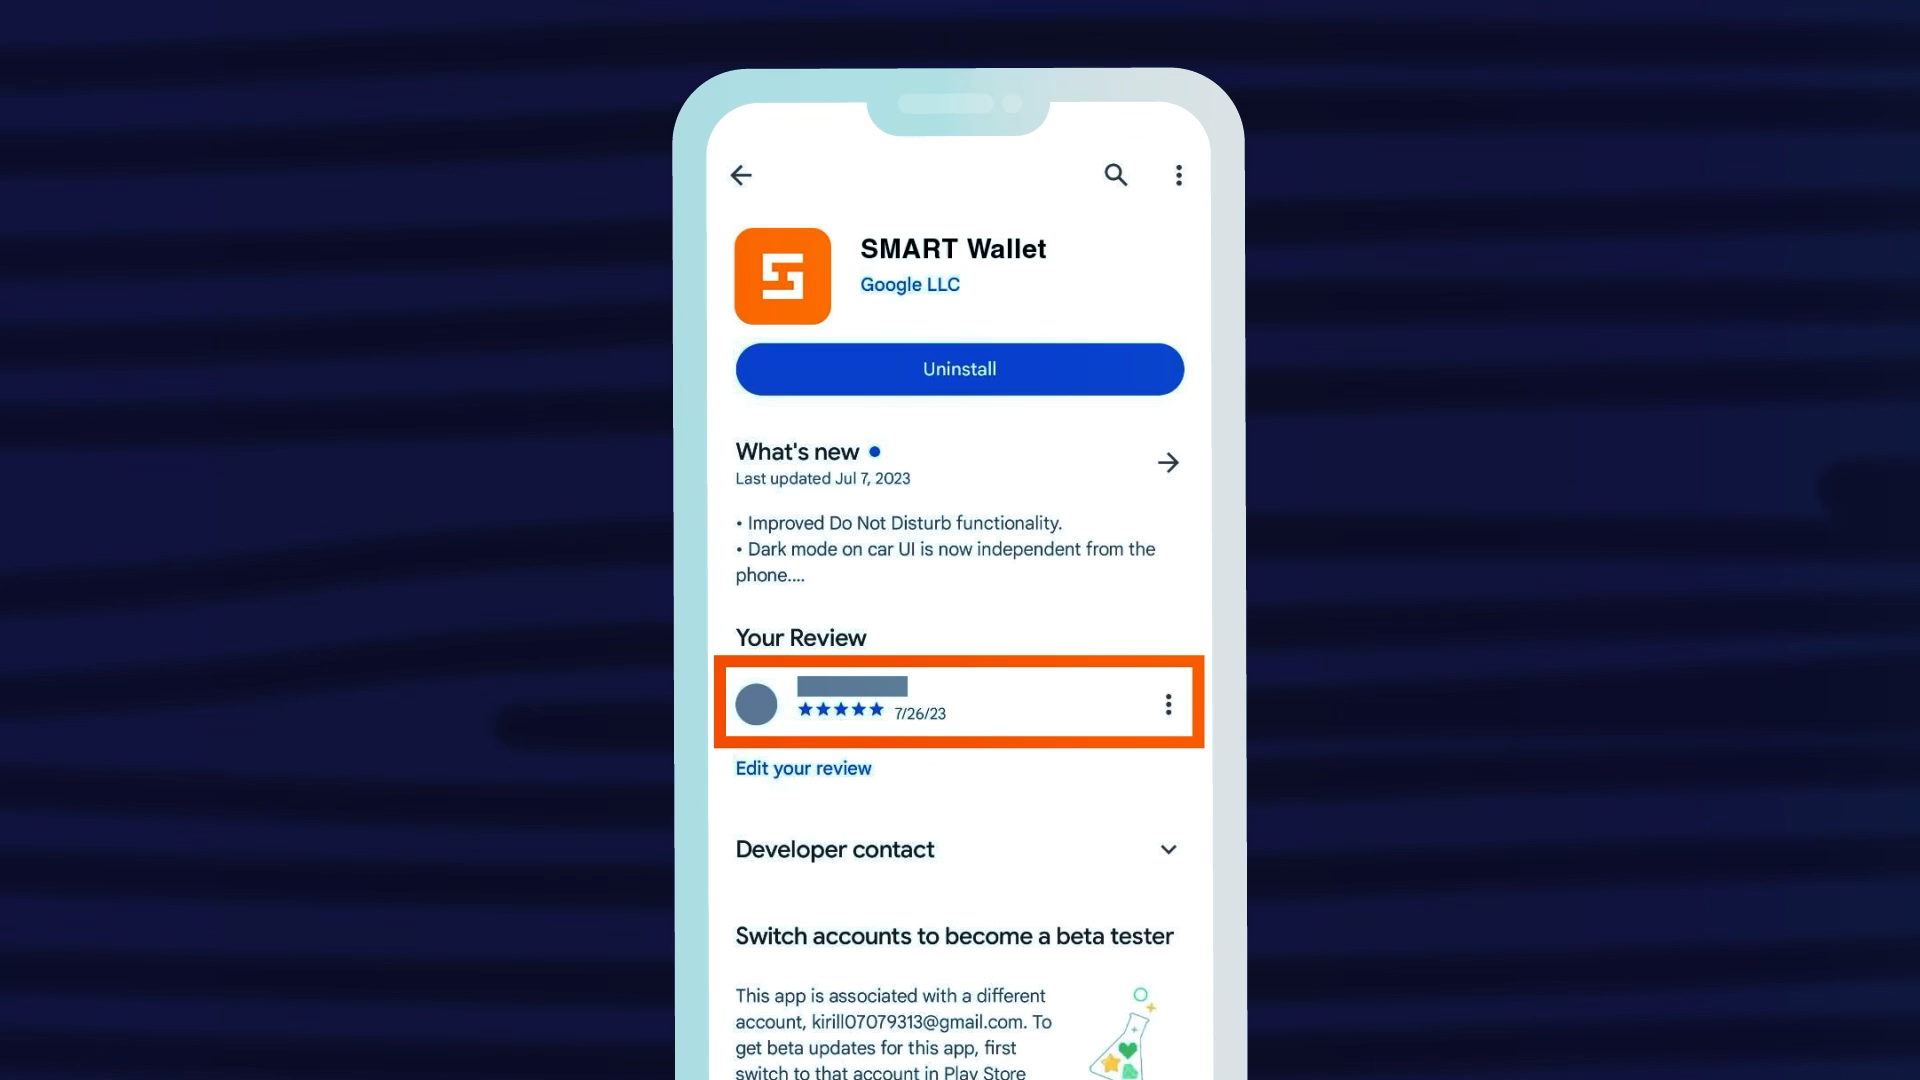 SMART Wallet
Google LLC
Uninstall
What's new
Last updated Jul 7, 2023
• Improved Do Not Disturb functionality.
• Dark mode on car UI is now independent from the
phone....
Your Review
7/26/23
Edit your review
Developer contact
Switch accounts to become a beta tester
This app is associated with a different
account, kirill07079313@gmail.com. To
get beta updates for this app, first
switch to that account in Play Store